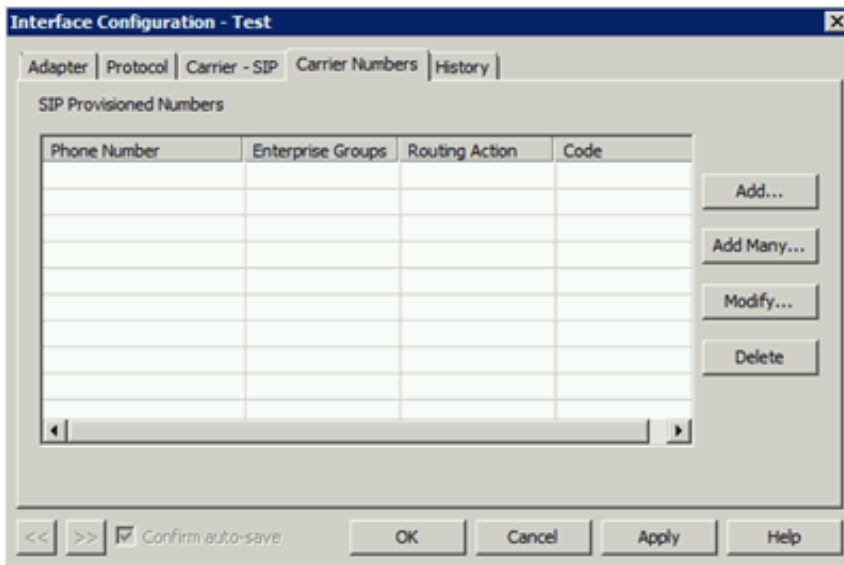 Interface Configuration - Test
Adapter Protocol Carrier - SIP Carrier Numbers History
SIP Provisioned Numbers
Phone Number Enterprise Groups Routing Action Code
Add...
Add Many...
Modify...
Delete
<< >> Confirm auto-save OK Cancel Apply Help